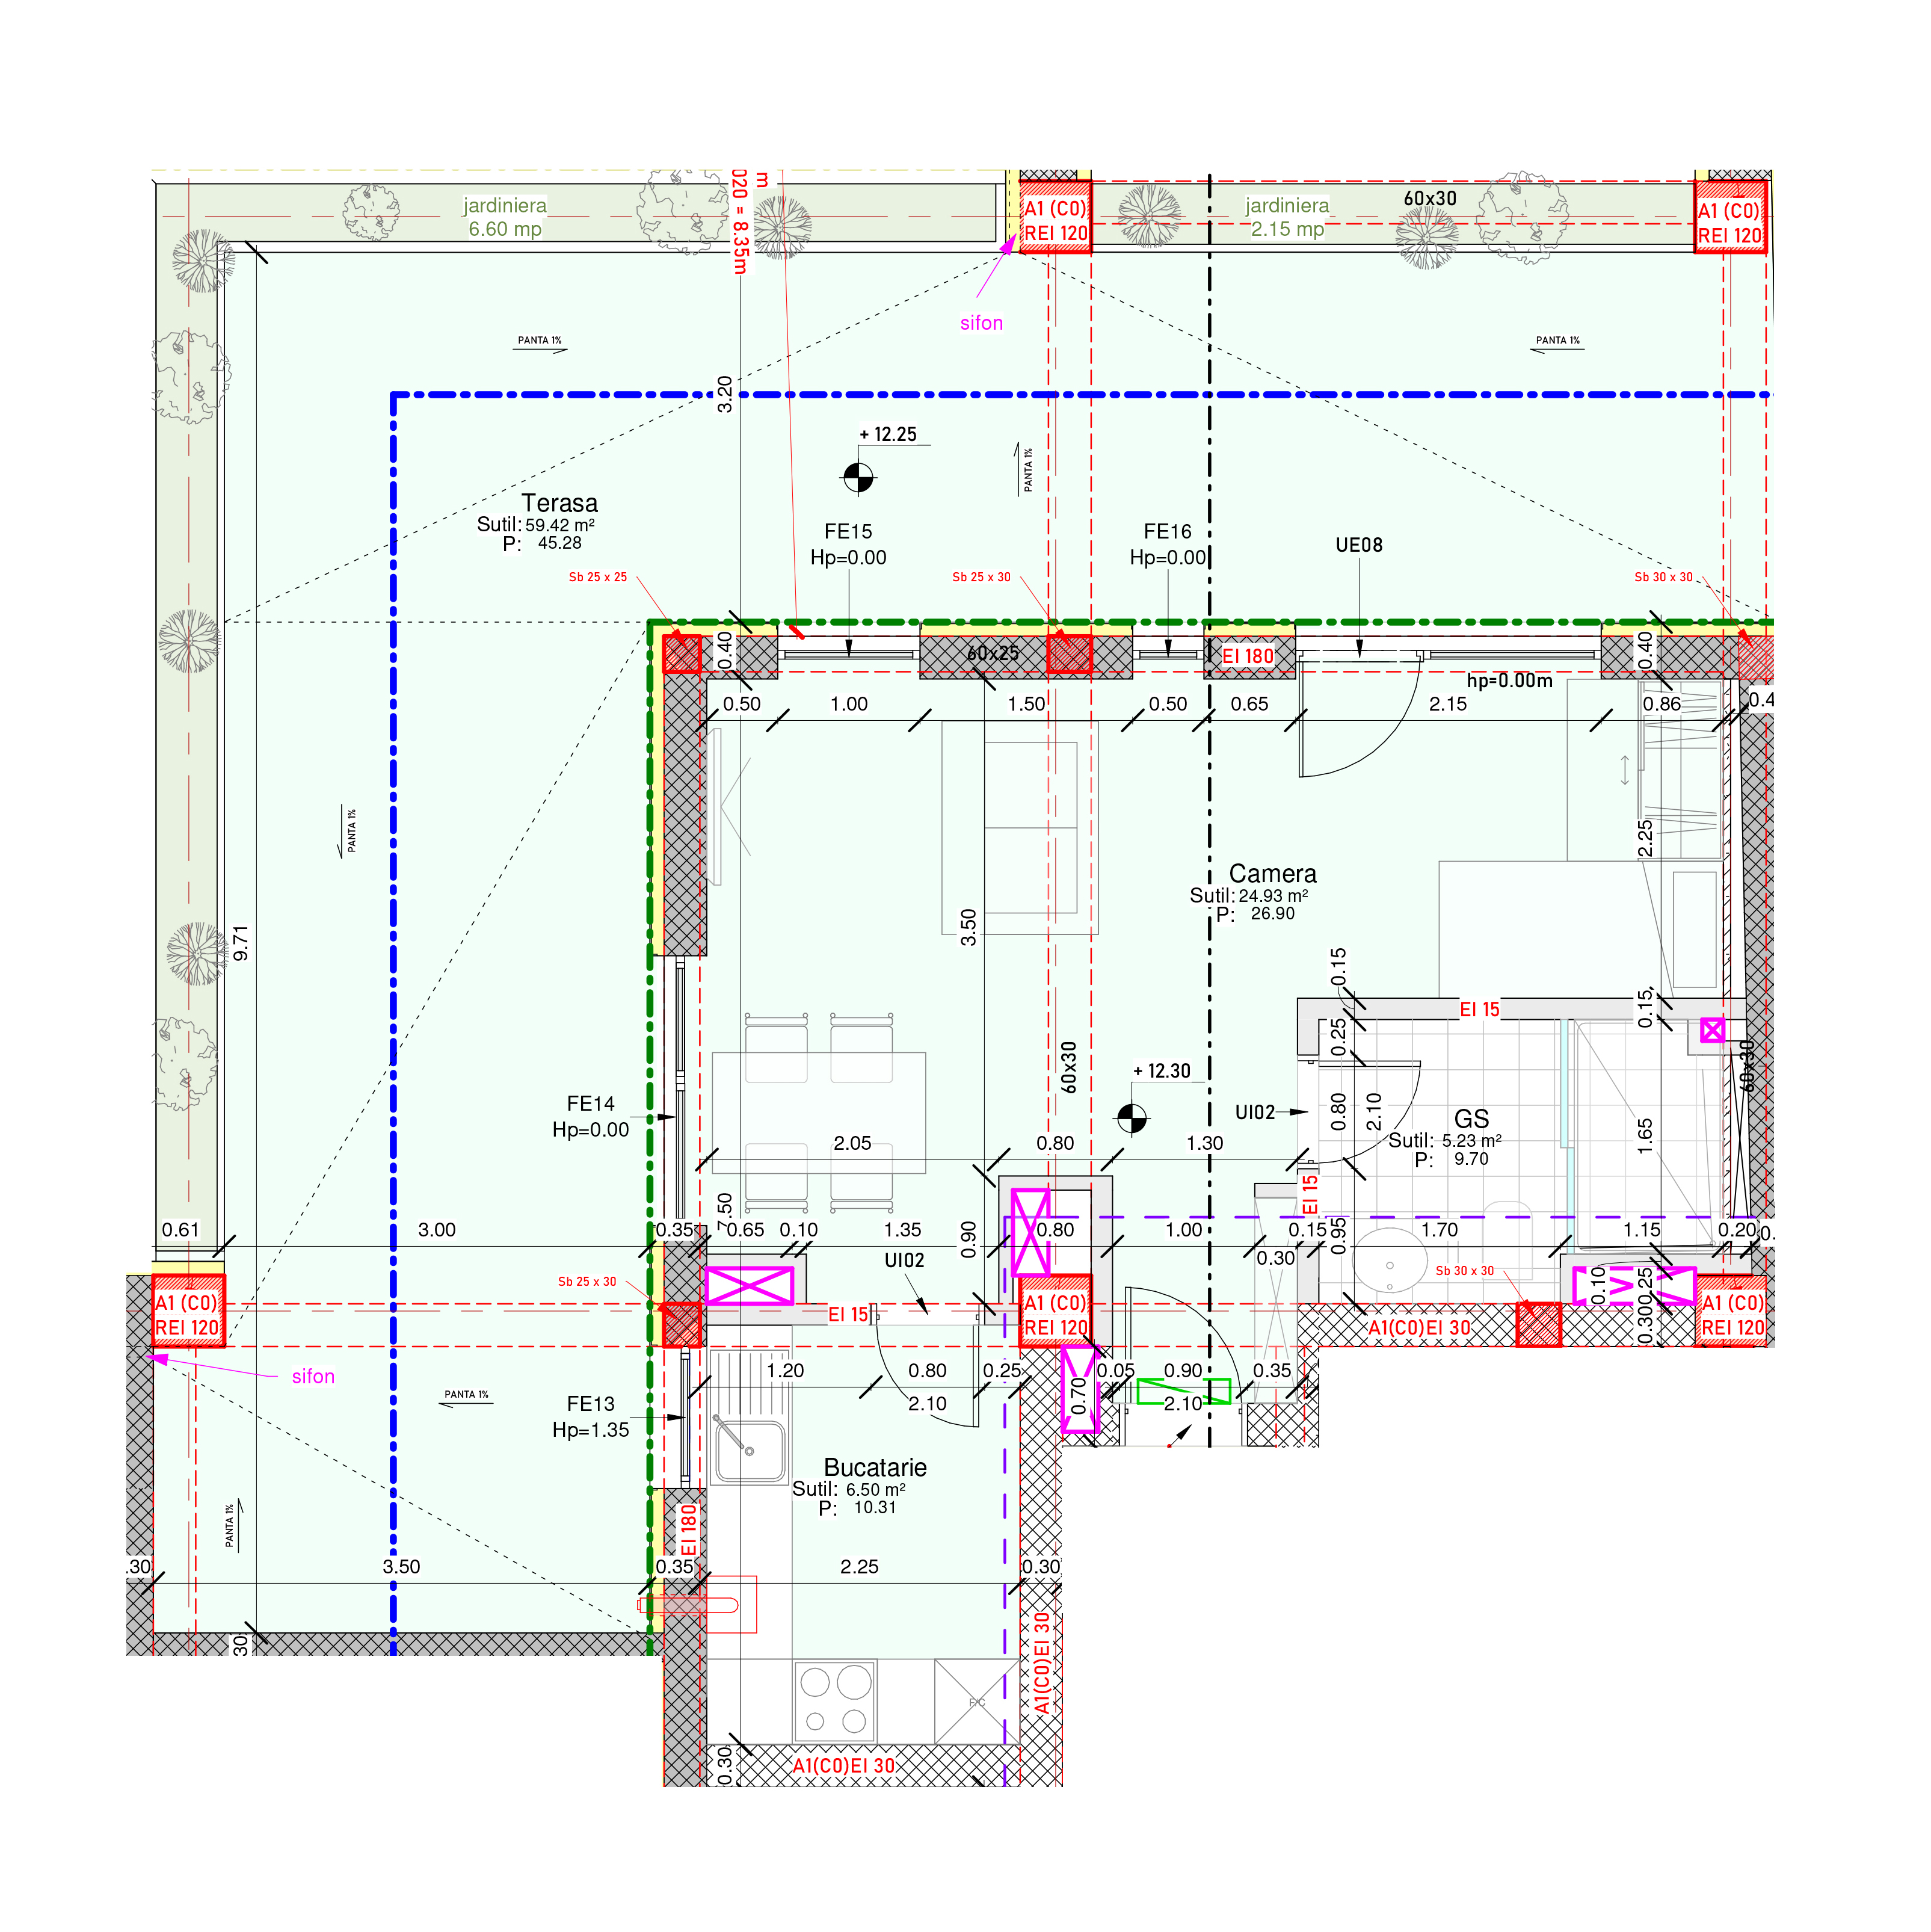 020 = 8.35m
m
jardiniera
6.60 mp
A1 (C0)
REI 120
jardiniera
2.15 mp
60x30
A1 (C0)
REI 120
sifon
PANTA 1%
PANTA 1%
3.20
+ 12.25
PANTA 1%
Terasa
Sutil: 59.42 m²
P: 45.28
FE15
Hp=0.00
FE16
Hp=0.00
UE08
Sb 25 x 25
Sb 25 x 30
Sb 30 x 30
0.40
60x25
EI 180
0.40
hp=0.00m
0.50
1.00
1.50
0.50
0.65
2.15
0.86
PANTA 1%
2.25
Camera
Sutil: 24.93 m²
P: 26.90
9.71
3.50
0.15
EI 15
0.15
0.25
60x30
60x30
+ 12.30
FE14
Hp=0.00
UI02
0.80
2.10
GS
Sutil: 5.23 m²
P: 9.70
1.65
2.05
0.80
1.30
EI 15
7.50
0.61
3.00
0.35
0.65
0.10
1.35
0.90
0.80
1.00
0.15
0.95
1.70
1.15
0.20
UI02
0.30
Sb 25 x 30
Sb 30 x 30
0.10
0.25
A1 (C0)
REI 120
EI 15
A1 (C0)
REI 120
A1(C0)EI 30
0.30
A1 (C0)
REI 120
sifon
PANTA 1%
1.20
0.80
0.25
0.05
0.90
0.35
2.10
0.70
2.10
FE13
Hp=1.35
Bucatarie
Sutil: 6.50 m²
P: 10.31
PANTA 1%
EI 180
.30
3.50
0.35
2.25
0.30
30
A1(C0)EI 30
F/C
0.30
A1(C0)EI 30